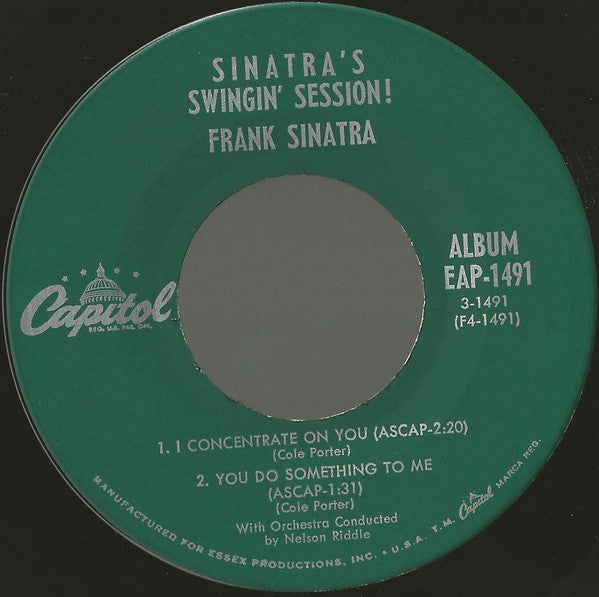 SINATRA'S
SWINGIN' SESSION!
FRANK SINATRA
Capitol
REG. U.S. PAT. OFF.
ALBUM
EAP-1491
3-1491
(F4-1491)
1. I CONCENTRATE ON YOU (ASCAP-2:20)
(Cole Porter)
2. YOU DO SOMETHING TO ME
(ASCAP-1:31)
(Cole Porter)
With Orchestra Conducted
by Nelson Riddle
MANUFACTURED FOR ESSEX PRODUCTIONS, INC. • U.S.A. T.M. Capitol MARCA REG.